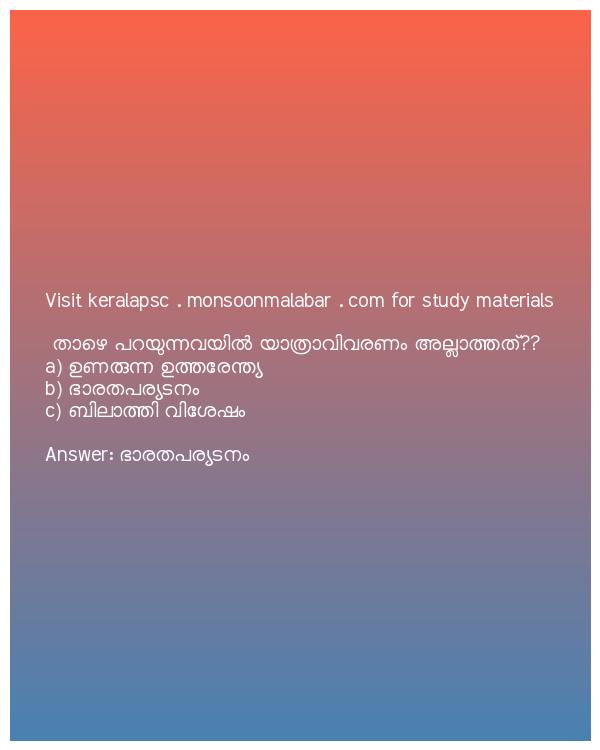 Visit keralapsc . monsoonmalabar . com for study materials
താഴെ പറയുന്നവയിൽ യാത്രാവിവരണം അല്ലാത്തത്??
a) ഉണരുന്ന ഉത്തരേന്ത്യ
b) ഭാരതപര്യടനം
c) ബിലാത്തി വിശേഷം
Answer: ഭാരതപര്യടനം